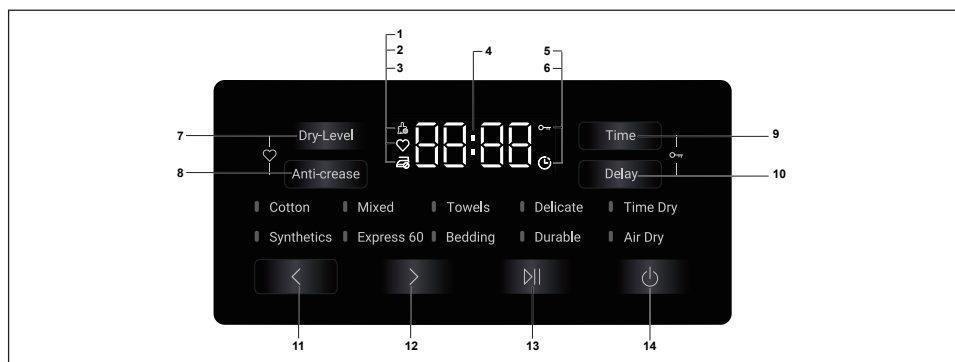 1
2
3
4
5
6
88:88
7
Dry-Level
Time
9
8
Anti-crease
Delay
10
Cotton
Mixed
Towels
Delicate
Time Dry
Synthetics
Express 60
Bedding
Durable
Air Dry
11
12
13
14